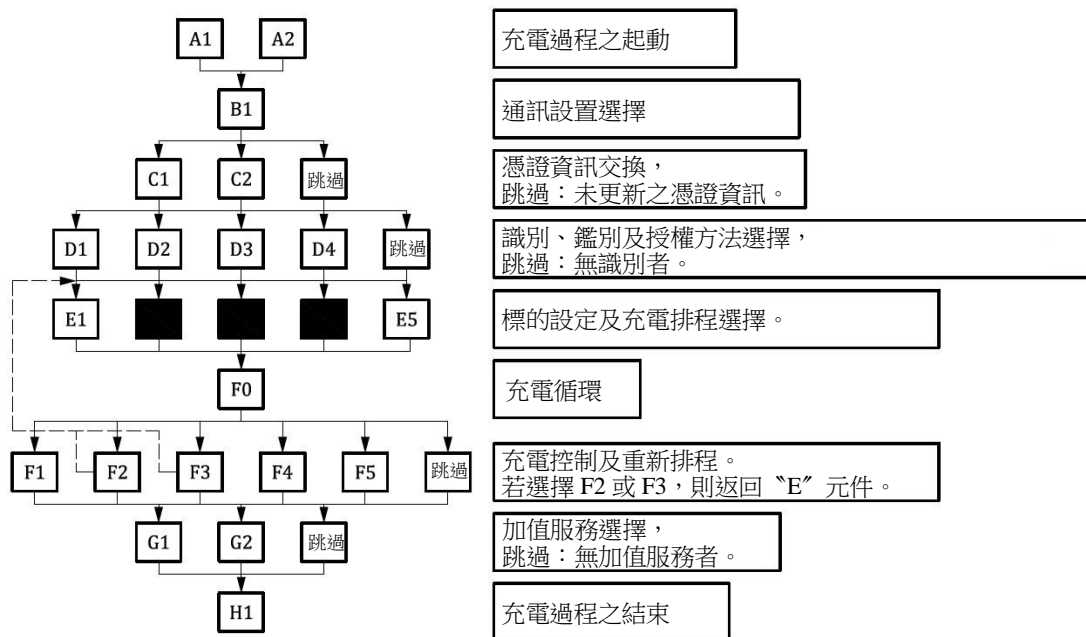 A1 A2
充電過程之起動
B1
通訊設置選擇
C1 C2 跳過
憑證資訊交換，
跳過：未更新之憑證資訊。
D1 D2 D3 D4 跳過
識別、鑑別及授權方法選擇，
跳過：無識別者。
E1 E5
標的設定及充電排程選擇。
F0
充電循環
F1 F2 F3 F4 F5 跳過
充電控制及重新排程。
若選擇 F2 或 F3，則返回〝E〞元件。
G1 G2 跳過
加值服務選擇，
跳過：無加值服務者。
H1
充電過程之結束